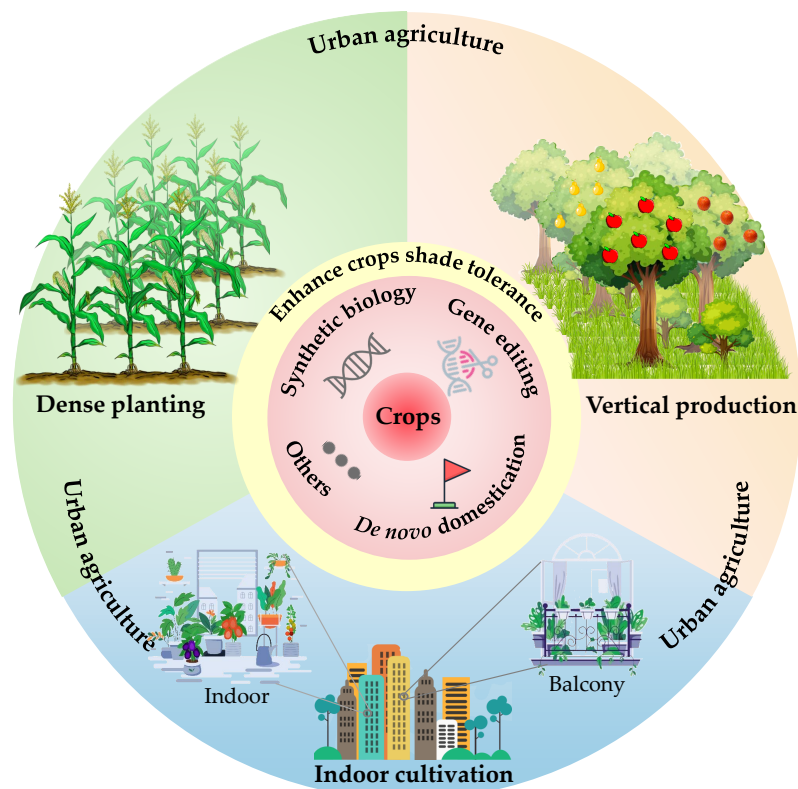 Urban agriculture
Enhance crops shade tolerance
Synthetic biology
Gene editing
Crops
Dense planting
Vertical production
Others
De novo domestication
Urban agriculture
Urban agriculture
Indoor
Balcony
Indoor cultivation